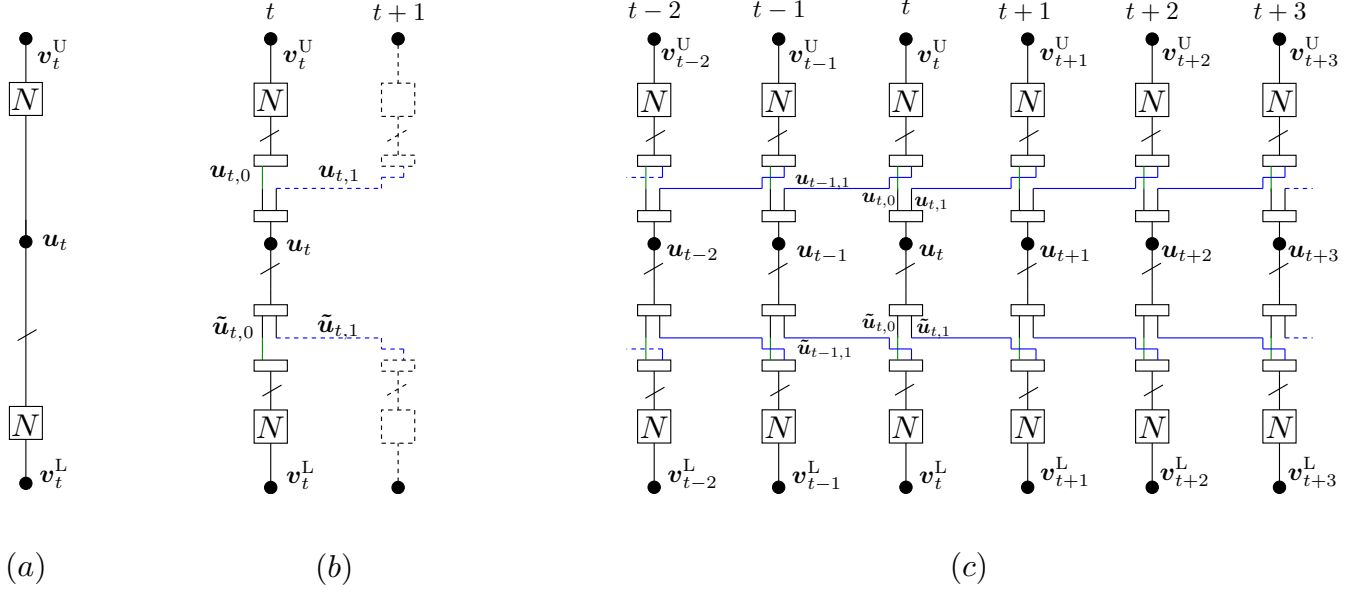 t
t + 1
t − 2
t − 1
t
t + 1
t + 2
t + 3
v_t^U
v_t^U
v_{t−2}^U
v_{t−1}^U
v_t^U
v_{t+1}^U
v_{t+2}^U
v_{t+3}^U
N
N
N
N
N
N
N
N
u_{t,0}
u_{t,1}
u_{t−1,1}
u_{t,0}
u_{t,1}
u_t
u_t
u_{t−2}
u_{t−1}
u_t
u_{t+1}
u_{t+2}
u_{t+3}
ũ_{t,0}
ũ_{t,1}
ũ_{t,0}
ũ_{t,1}
ũ_{t−1,1}
N
N
N
N
N
N
N
N
v_t^L
v_t^L
v_{t−2}^L
v_{t−1}^L
v_t^L
v_{t+1}^L
v_{t+2}^L
v_{t+3}^L
(a)
(b)
(c)